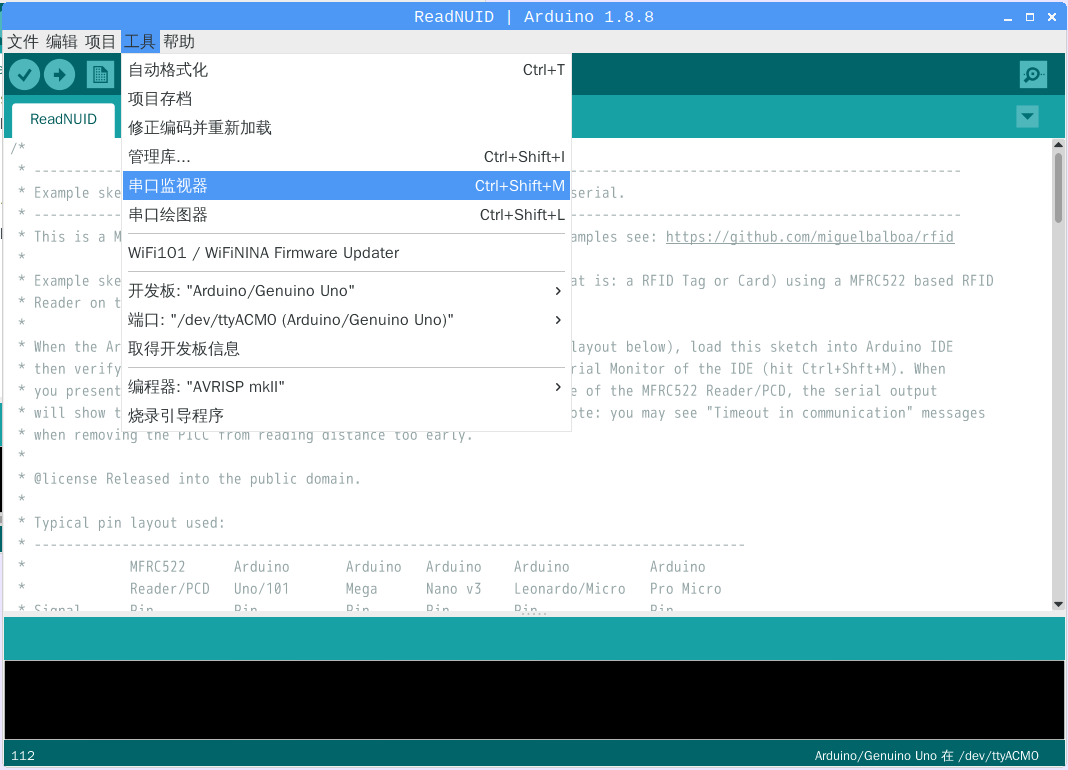 ReadNUID | Arduino 1.8.8
文件 编辑 项目 工具 帮助
自动格式化 Ctrl+T
项目存档
修正编码并重新加载
管理库... Ctrl+Shift+I
串口监视器 Ctrl+Shift+M
串口绘图器 Ctrl+Shift+L
WiFi101 / WiFiNINA Firmware Updater
开发板: "Arduino/Genuino Uno"
端口: "/dev/ttyACM0 (Arduino/Genuino Uno)"
取得开发板信息
编程器: "AVRISP mkII"
烧录引导程序
ReadNUID
/*
* --------------------------------------------------------------------------------------------------------------------
* Example ske serial.
* --------------------------------------------------------------------------------------------------------------------
* This is a M amples see: https://github.com/miguelbalboa/rfid
*
* Example ske at is: a RFID Tag or Card) using a MFRC522 based RFID
* Reader on t
*
* When the Ar layout below), load this sketch into Arduino IDE
* then verify rial Monitor of the IDE (hit Ctrl+Shft+M). When
* you present e of the MFRC522 Reader/PCD, the serial output
* will show t ote: you may see "Timeout in communication" messages
* when removing the PICC from reading distance too early.
*
* @license Released into the public domain.
*
* Typical pin layout used:
* -----------------------------------------------------------------------------------------
* MFRC522 Arduino Arduino Arduino Arduino Arduino
* Reader/PCD Uno/101 Mega Nano v3 Leonardo/Micro Pro Micro
* Signal Pin Pin Pin Pin Pin Pin
112 Arduino/Genuino Uno 在 /dev/ttyACM0